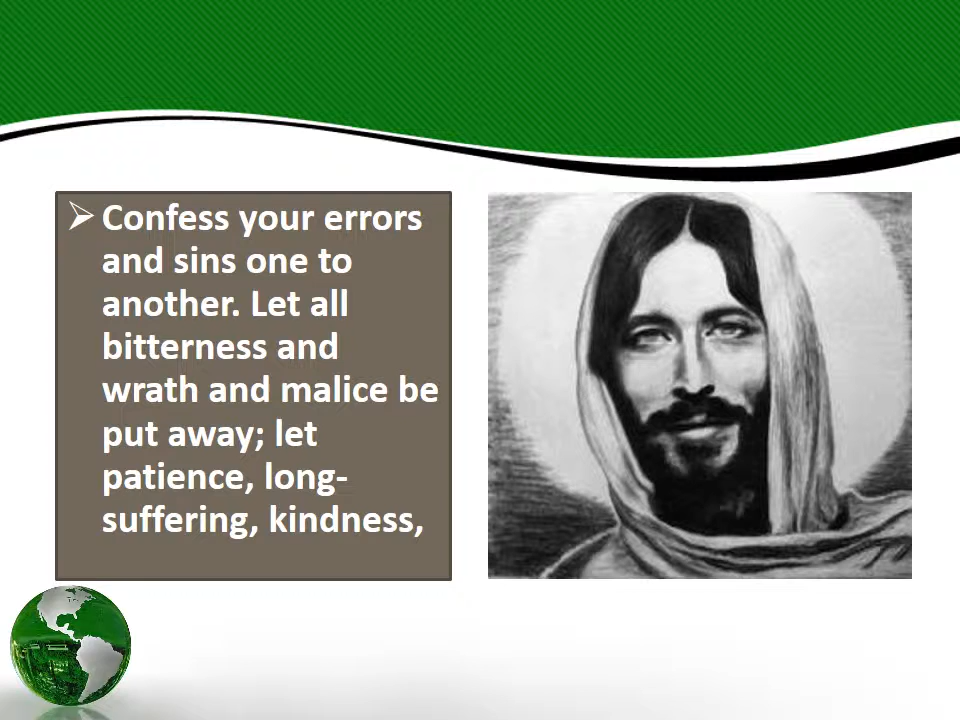 Confess your errors
and sins one to
another. Let all
bitterness and
wrath and malice be
put away; let
patience, long-
suffering, kindness,